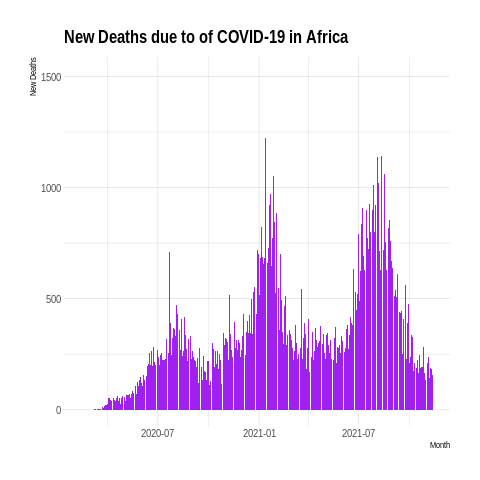 New Deaths due to of COVID-19 in Africa
New Deaths
1500
1000
500
0
2020-07
2021-01
2021-07
Month